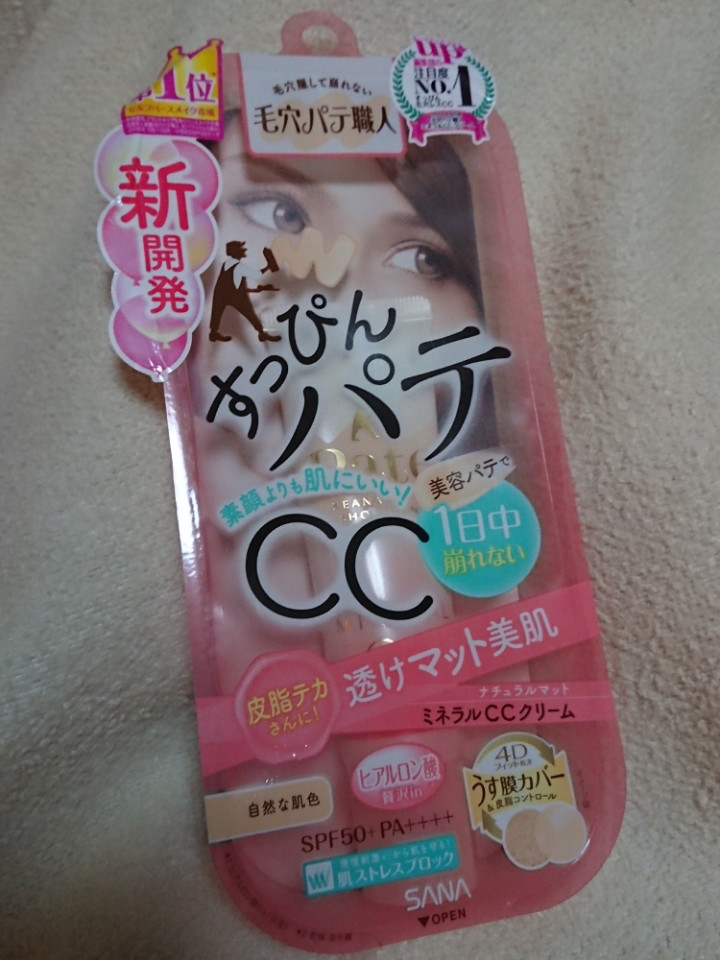 1位
毛穴隠して崩れない
毛穴パテ職人
up
注目度
NO.1
新
開
発
すっぴん
パテ
素顔よりも肌にいい!
CC
美容パテで
1日中
崩れない
透けマット美肌
皮脂テカ
さんに!
ナチュラルマット
ミネラルCCクリーム
ヒアルロン酸
贅沢in
4D
うす膜カバー
&皮脂コントロール
自然な肌色
SPF50+ PA++++
肌ストレスブロック
SANA
▼OPEN